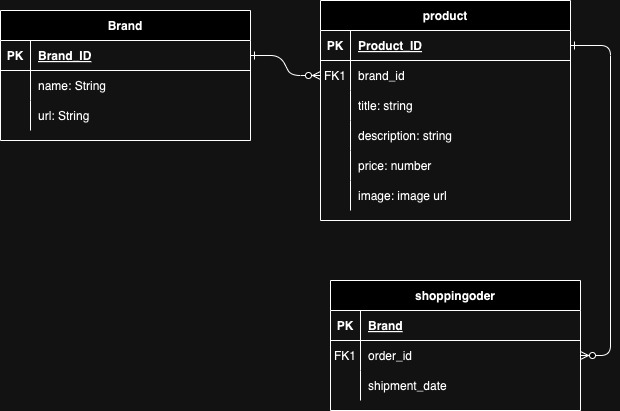 Brand
PK Brand_ID
name: String
url: String
product
PK Product_ID
FK1 brand_id
title: string
description: string
price: number
image: image url
shoppingoder
PK Brand
FK1 order_id
shipment_date